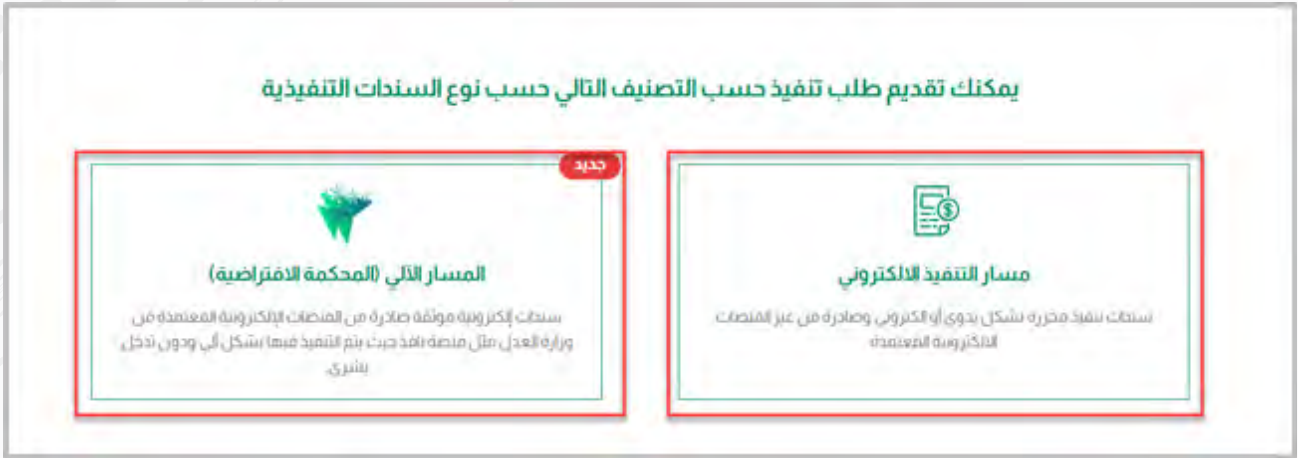 يمكنك تقديم طلب تنفيذ حسب التصنيف التالي حسب نوع السندات التنفيذية
مسار التنفيذ الالكتروني
سندات تنفيذ محررة بشكل يدوي أو الكتروني وصادرة من غير المنصات
الالكترونية المعتمدة
جديد
المسار الآلي (المحكمة الافتراضية)
سندات إلكترونية موثقة صادرة من المنصات الإلكترونية المعتمدة من
وزارة العدل مثل منصة نافذ حيث يتم التنفيذ فيها بشكل آلي ودون تدخل
بشري.